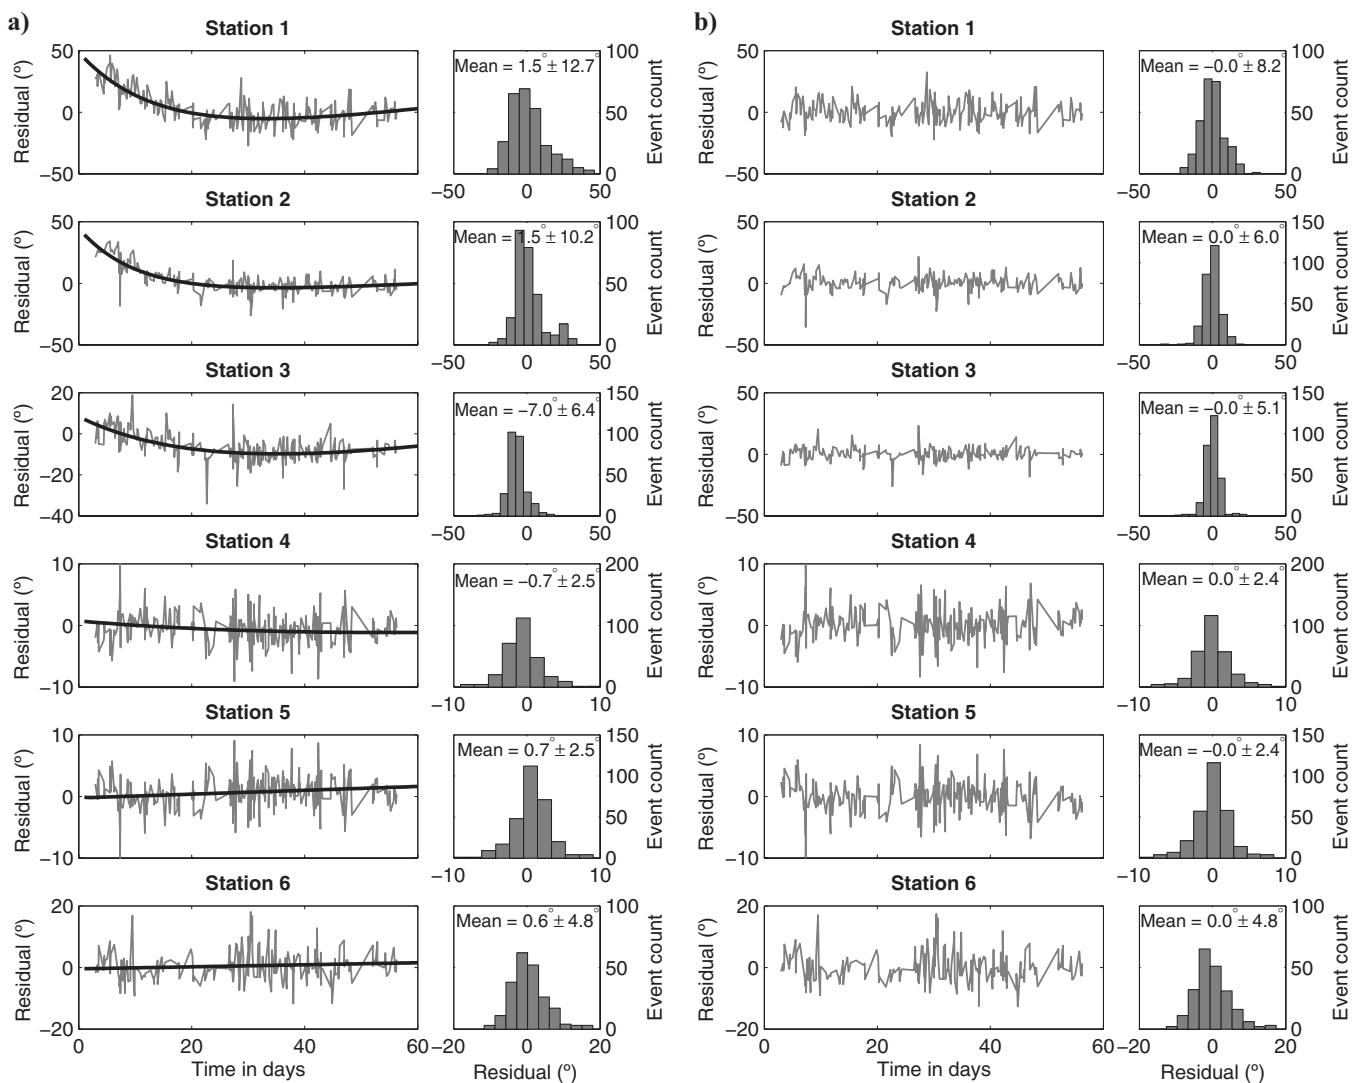 a)
Station 1
Residual (º)
50
0
−50
Mean = 1.5° ± 12.7°
100
50
0
Event count
−50
0
50
Station 2
Residual (º)
50
0
−50
Mean = 1.5° ± 10.2°
100
50
0
Event count
−50
0
50
Station 3
Residual (º)
20
0
−20
−40
Mean = −7.0° ± 6.4°
150
100
50
0
Event count
−50
0
50
Station 4
Residual (º)
10
0
−10
Mean = −0.7° ± 2.5°
200
100
0
Event count
−10
0
10
Station 5
Residual (º)
10
0
−10
Mean = 0.7° ± 2.5°
150
100
50
0
Event count
−10
0
10
Station 6
Residual (º)
20
0
−20
0
20
40
60
Time in days
Mean = 0.6° ± 4.8°
100
50
0
Event count
−20
0
20
Residual (º)
b)
Station 1
Residual (º)
50
0
−50
Mean = −0.0° ± 8.2°
100
50
0
Event count
−50
0
50
Station 2
Residual (º)
50
0
−50
Mean = 0.0° ± 6.0°
150
100
50
0
Event count
−50
0
50
Station 3
Residual (º)
50
0
−50
Mean = −0.0° ± 5.1°
150
100
50
0
Event count
−50
0
50
Station 4
Residual (º)
10
0
−10
Mean = 0.0° ± 2.4°
200
100
0
Event count
−10
0
10
Station 5
Residual (º)
10
0
−10
Mean = −0.0° ± 2.4°
150
100
50
0
Event count
−10
0
10
Station 6
Residual (º)
20
0
−20
0
20
40
60
Time in days
Mean = 0.0° ± 4.8°
100
50
0
Event count
−20
0
20
Residual (º)